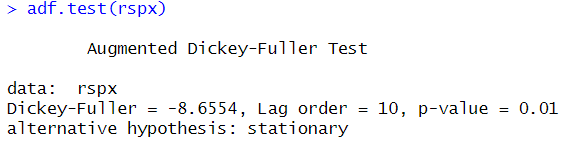 > adf.test(rspx)
Augmented Dickey-Fuller Test
data:  rspx
Dickey-Fuller = -8.6554, Lag order = 10, p-value = 0.01
alternative hypothesis: stationary